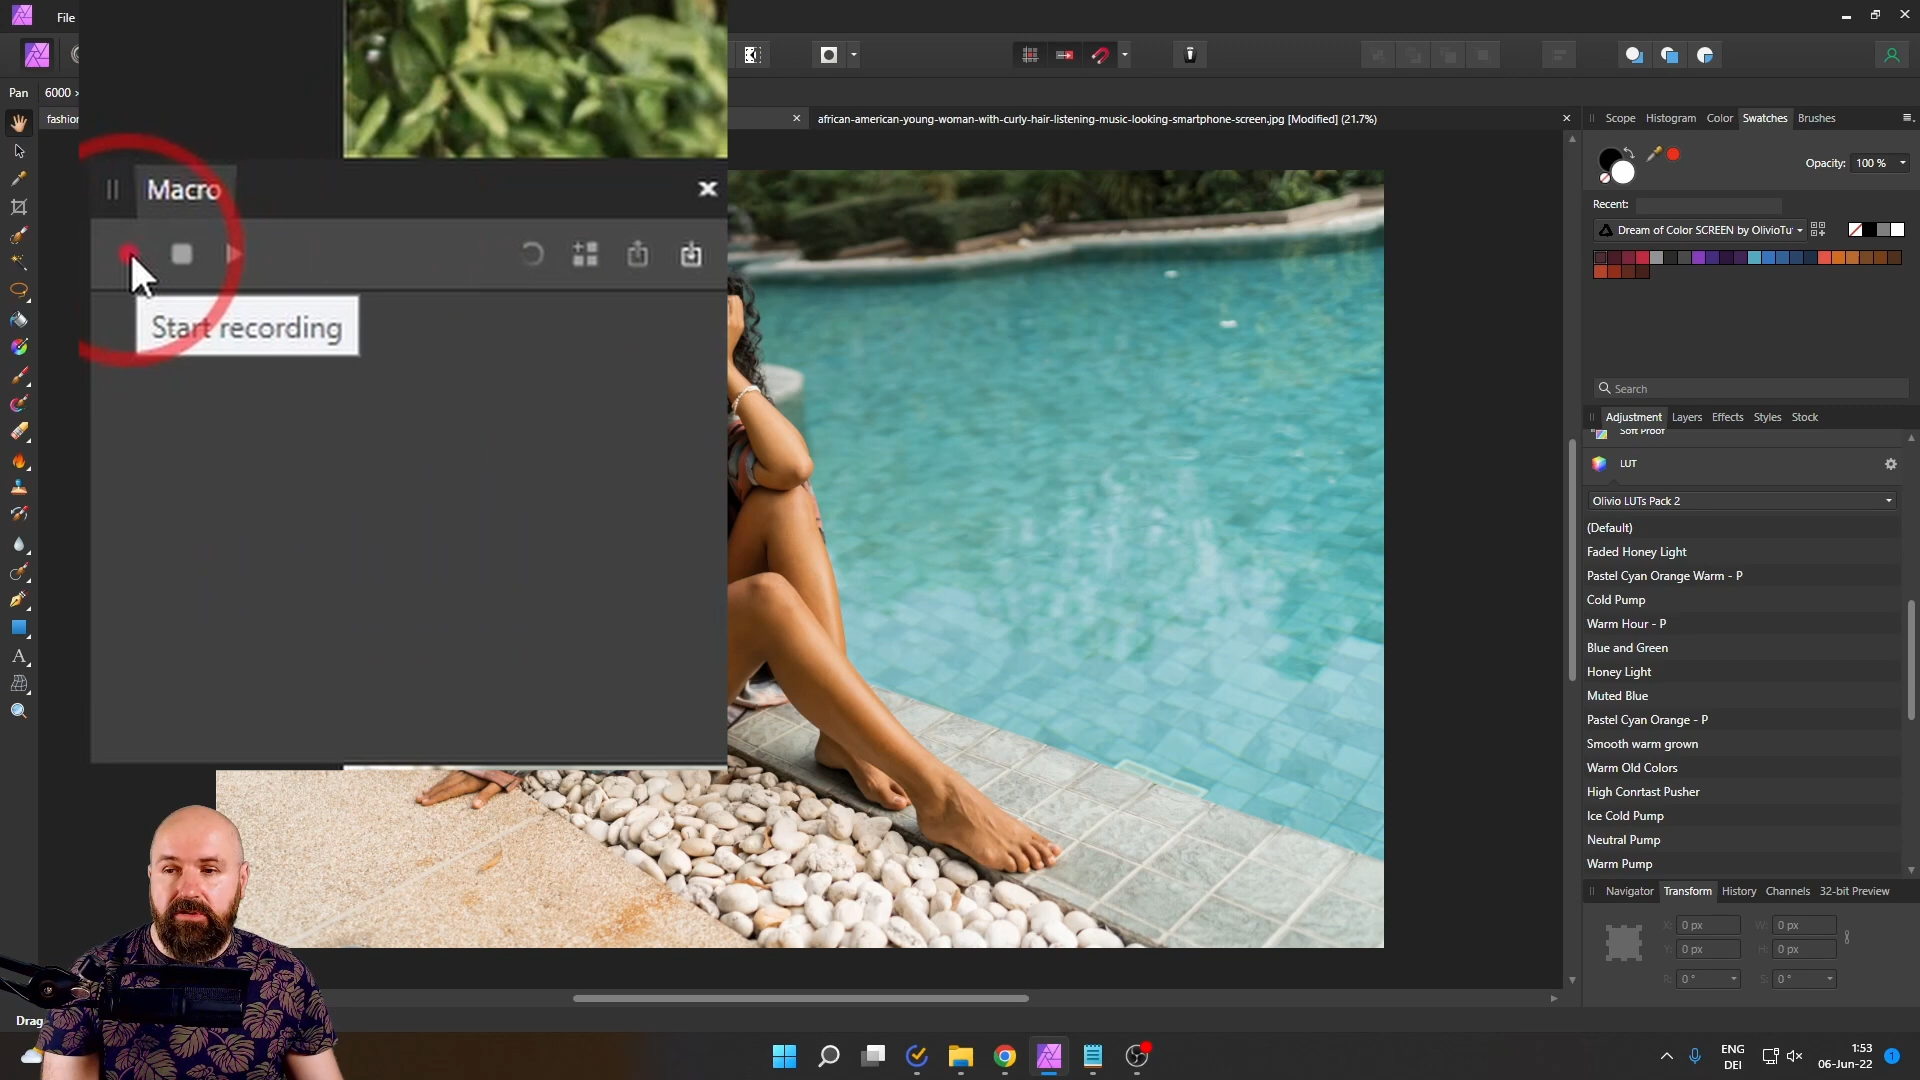 File
Pan
6000
fashion
african-american-young-woman-with-curly-hair-listening-music-looking-smartphone-screen.jpg [Modified] (21.7%)
Macro
Start recording
Scope
Histogram
Color
Swatches
Brushes
Opacity:
100 %
Recent:
Dream of Color SCREEN by OlivioTu
Search
Adjustment
Layers
Effects
Styles
Stock
Soft Proof
LUT
Olivio LUTs Pack 2
(Default)
Faded Honey Light
Pastel Cyan Orange Warm - P
Cold Pump
Warm Hour - P
Blue and Green
Honey Light
Muted Blue
Pastel Cyan Orange - P
Smooth warm grown
Warm Old Colors
High Conrtast Pusher
Ice Cold Pump
Neutral Pump
Warm Pump
Navigator
Transform
History
Channels
32-bit Preview
X: 0 px
W: 0 px
Y: 0 px
H: 0 px
R: 0 °
S: 0 °
Drag
ENG
DEI
1:53
06-Jun-22
1